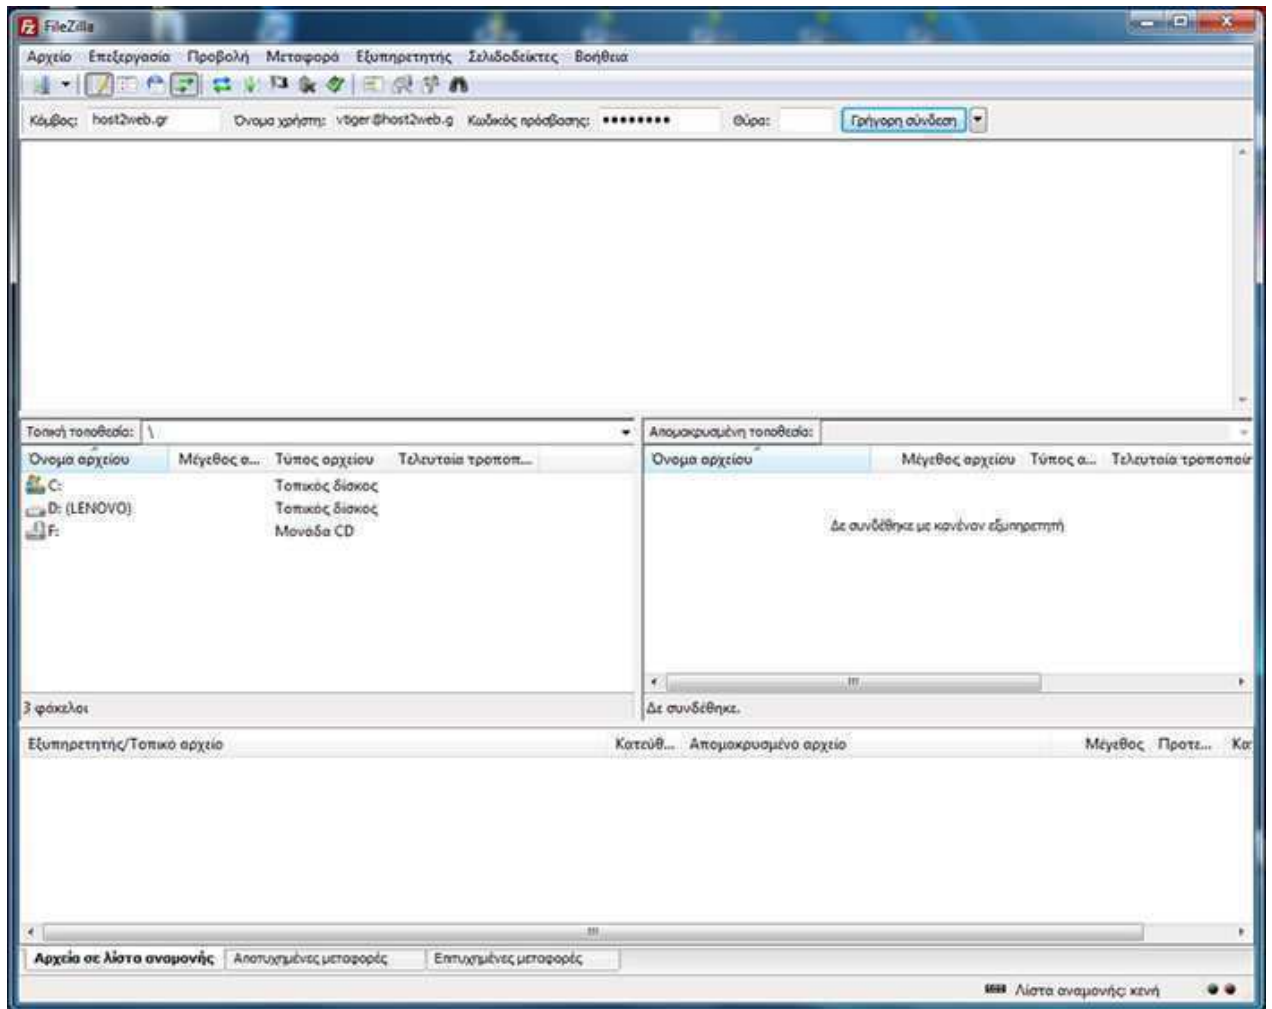 FileZilla
Αρχείο Επεξεργασία Προβολή Μεταφορά Εξυπηρετητής Σελιδοδείκτες Βοήθεια
Κόμβος: host2web.gr Όνομα χρήστη: vtiger@host2web.g Κωδικός πρόσβασης: •••••••• Θύρα: Γρήγορη σύνδεση
Τοπική τοποθεσία: \ Απομακρυσμένη τοποθεσία:
Όνομα αρχείου Μέγεθος α... Τύπος αρχείου Τελευταία τροποπ... Όνομα αρχείου Μέγεθος αρχείου Τύπος α... Τελευταία τροποποίη
C: Τοπικός δίσκος
D: (LENOVO) Τοπικός δίσκος
F: Μονάδα CD
Δε συνδέθηκε με κανέναν εξυπηρετητή
3 φάκελοι Δε συνδέθηκε.
Εξυπηρετητής/Τοπικό αρχείο Κατεύθ... Απομακρυσμένο αρχείο Μέγεθος Προτε... Κα
Αρχεία σε λίστα αναμονής Αποτυχημένες μεταφορές Επιτυχημένες μεταφορές
Λίστα αναμονής: κενή